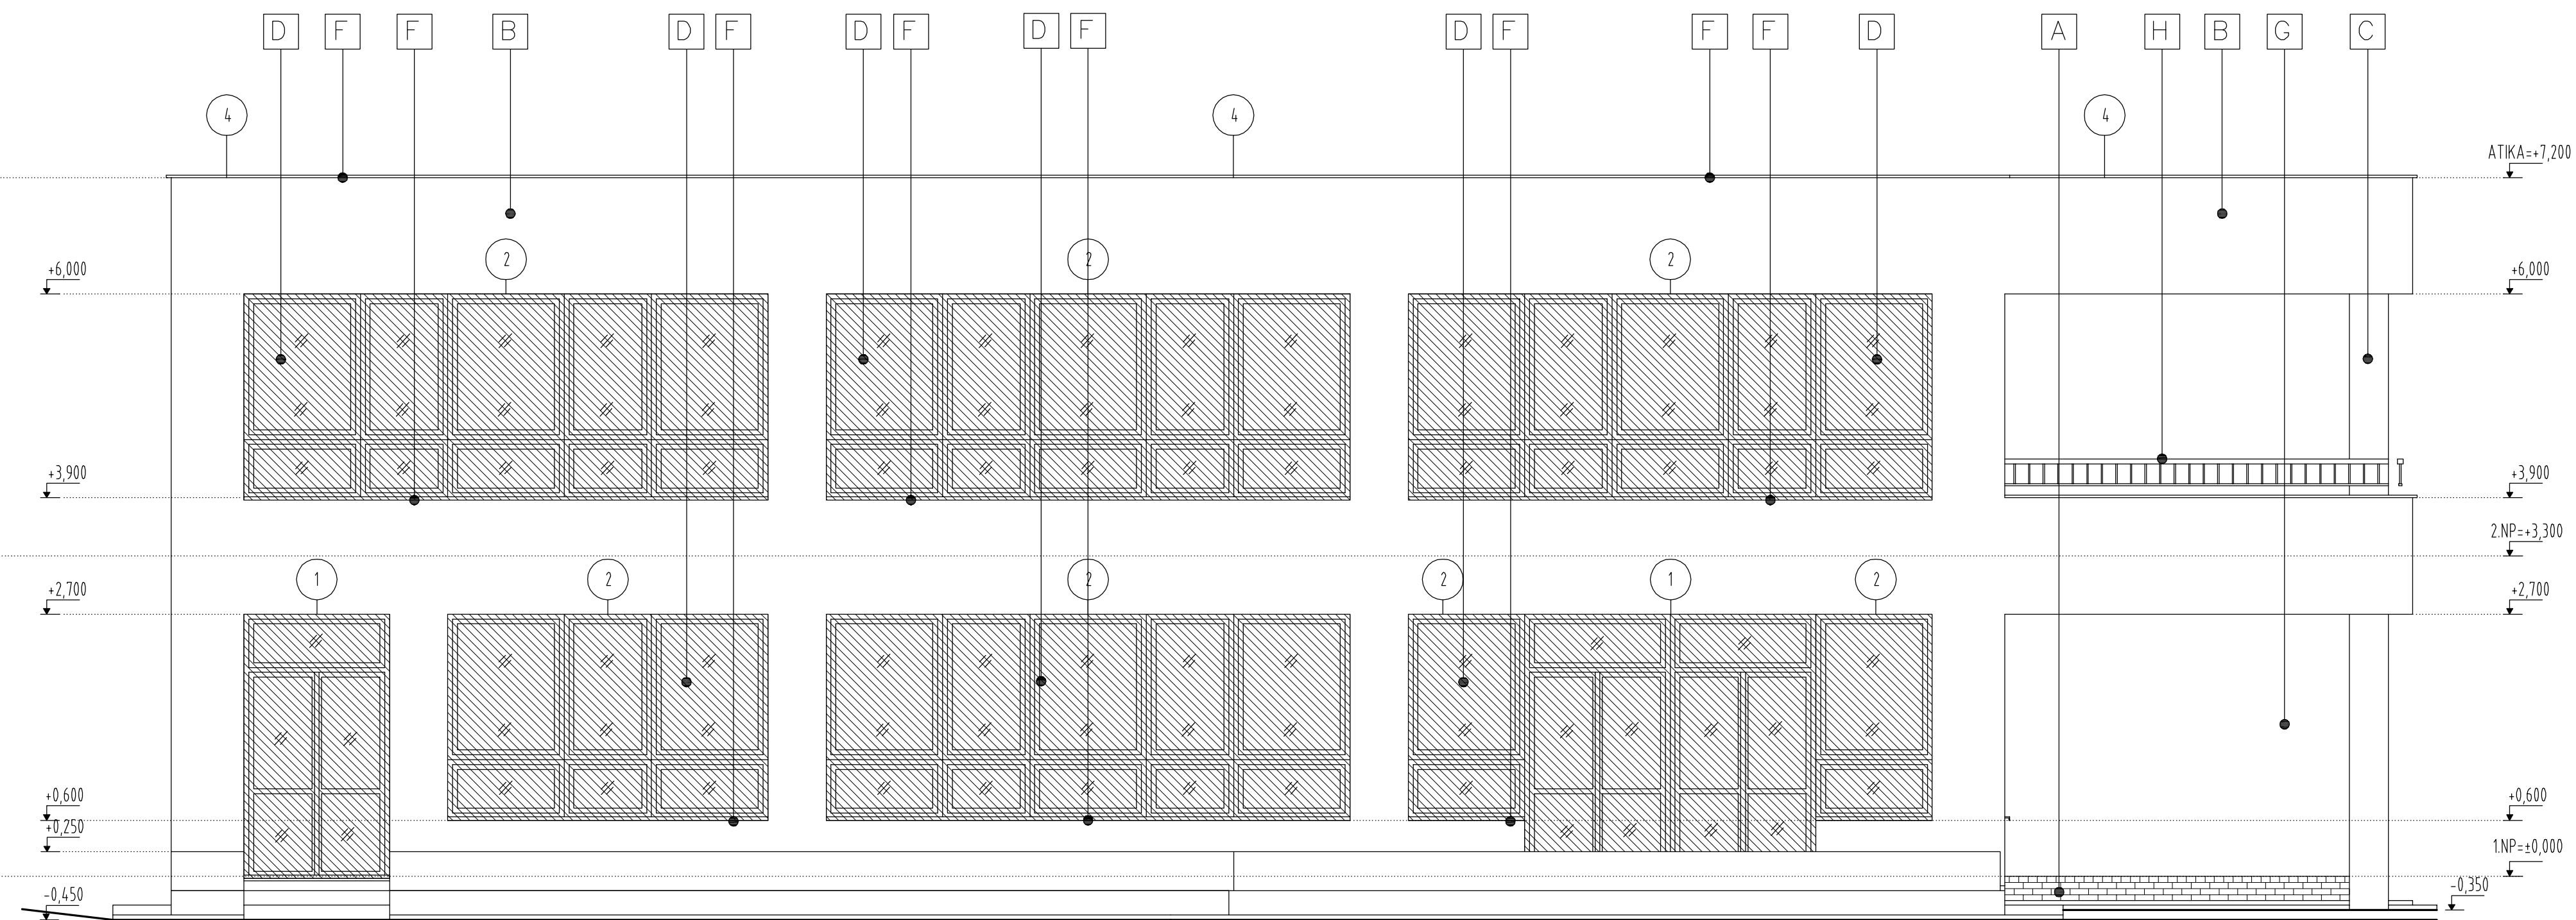 D F F B D F D F D F D F F F D A H B G C
4 4 4
ATIKA=+7,200
2 2 2
+6,000 +6,000
+3,900 +3,900
2.NP=+3,300
1 2 2 2 1 2
+2,700 +2,700
+0,600 +0,600
+0,250
1.NP=±0,000
-0,450 -0,350